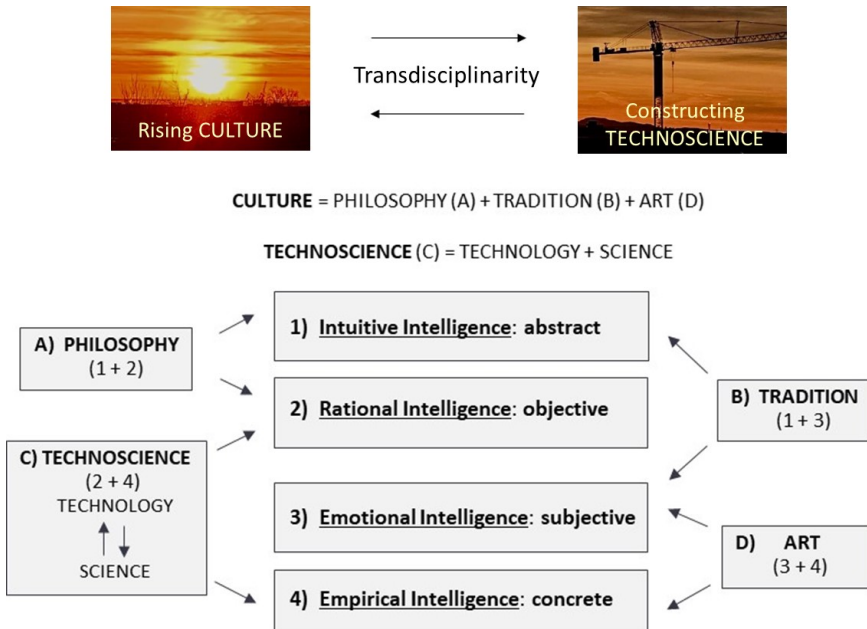 Rising CULTURE
Transdisciplinarity
Constructing
TECHNOSCIENCE
CULTURE = PHILOSOPHY (A) + TRADITION (B) + ART (D)
TECHNOSCIENCE (C) = TECHNOLOGY + SCIENCE
A) PHILOSOPHY
(1 + 2)
C) TECHNOSCIENCE
(2 + 4)
TECHNOLOGY
SCIENCE
1) Intuitive Intelligence: abstract
2) Rational Intelligence: objective
3) Emotional Intelligence: subjective
4) Empirical Intelligence: concrete
B) TRADITION
(1 + 3)
D) ART
(3 + 4)